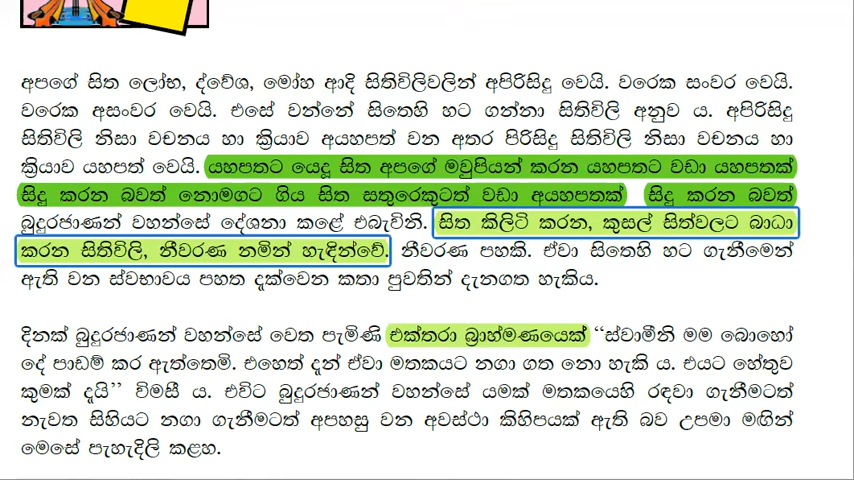 අපගේ සිත ලෝභ, ද්වේශ, මෝහ ආදි සිතිවිලිවලින් අපිරිසිදු වෙයි. වරෙක සංවර වෙයි.
වරෙක අසංවර වෙයි. එසේ වන්නේ සිතෙහි හට ගන්නා සිතිවිලි අනුව ය. අපිරිසිදු
සිතිවිලි නිසා වචනය හා ක්‍රියාව අයහපත් වන අතර පිරිසිදු සිතිවිලි නිසා වචනය හා
ක්‍රියාව යහපත් වෙයි. යහපතට යෙදූ සිත අපගේ මවුපියන් කරන යහපතට වඩා යහපතක්
සිදු කරන බවත් නොමගට ගිය සිත සතුරෙකුටත් වඩා අයහපතක් සිදු කරන බවත්
බුදුරජාණන් වහන්සේ දේශනා කළේ එබැවිනි. සිත කිලිටි කරන, කුසල් සිත්වලට බාධා
කරන සිතිවිලි, නීවරණ නමින් හැඳින්වේ. නීවරණ පහකි. ඒවා සිතෙහි හට ගැනීමෙන්
ඇති වන ස්වභාවය පහත දැක්වෙන කතා පුවතින් දැනගත හැකිය.
දිනක් බුදුරජාණන් වහන්සේ වෙත පැමිණි එක්තරා බ්‍රාහ්මණයෙක් ‘‘ස්වාමීනි මම බොහෝ
දේ පාඩම් කර ඇත්තෙමි. එහෙත් දැන් ඒවා මතකයට නගා ගත නො හැකි ය. එයට හේතුව
කුමක් දැයි’’ විමසී ය. එවිට බුදුරජාණන් වහන්සේ යමක් මතකයෙහි රඳවා ගැනීමටත්
නැවත සිහියට නගා ගැනීමටත් අපහසු වන අවස්ථා කිහිපයක් ඇති බව උපමා මඟින්
මෙසේ පැහැදිලි කළහ.